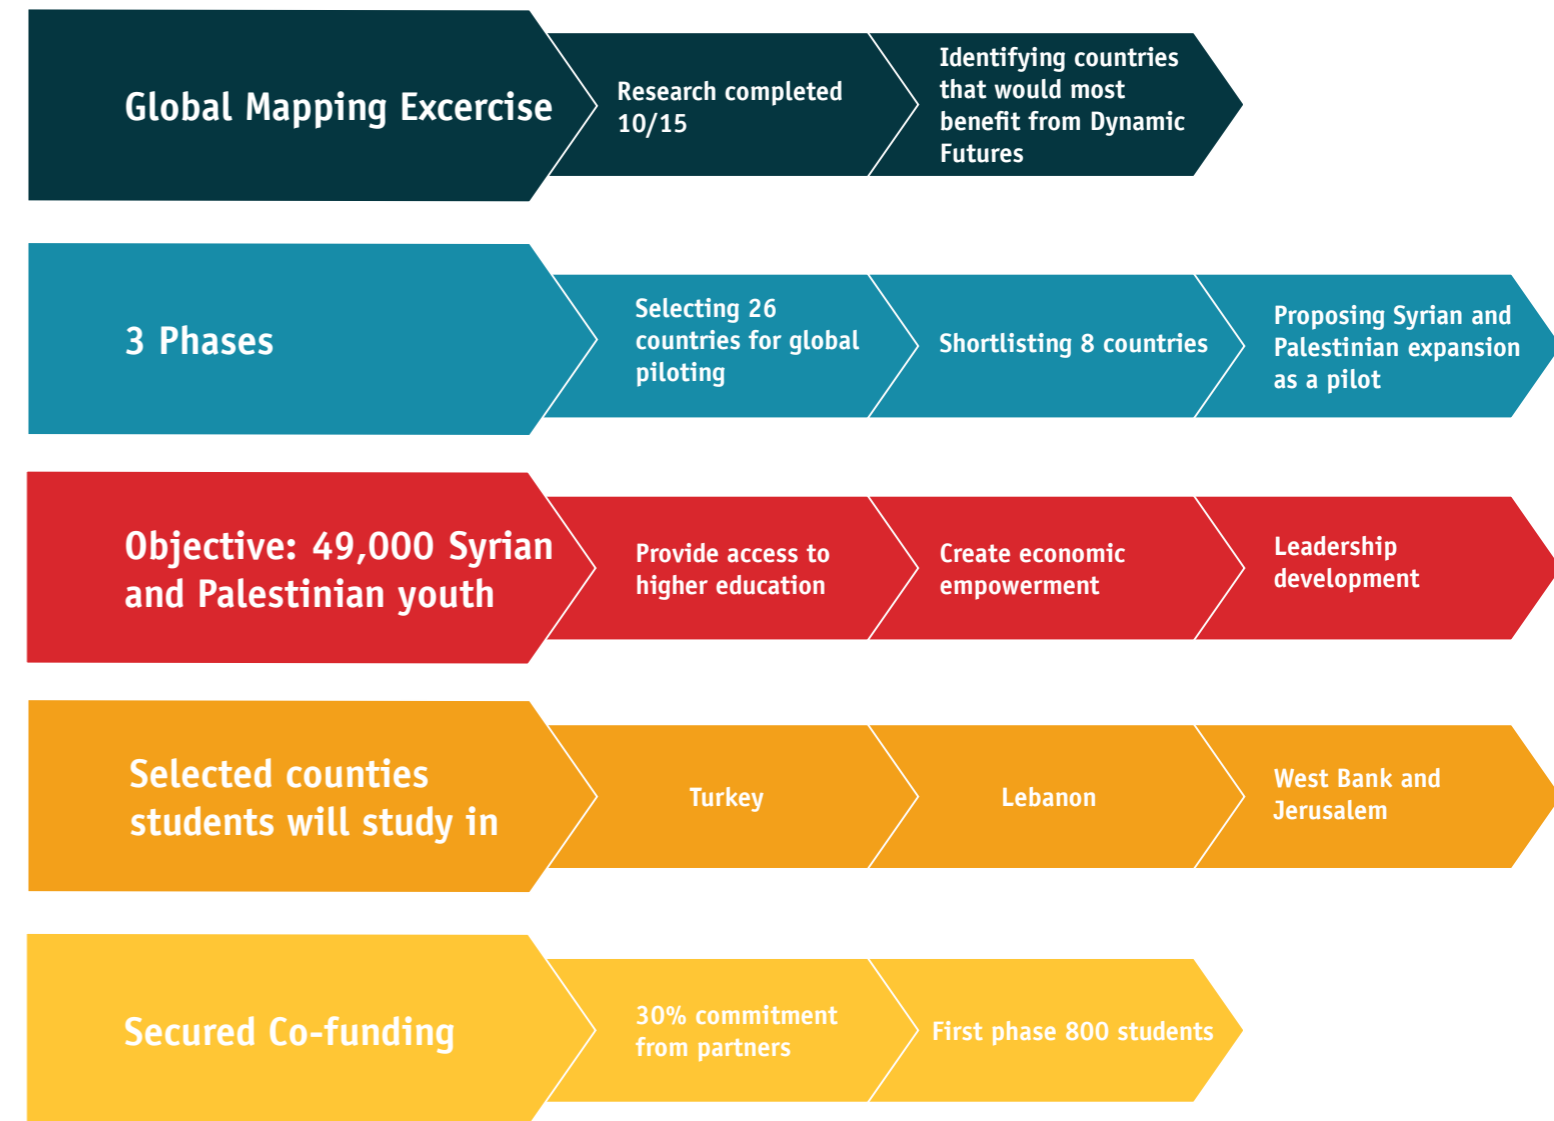 Global Mapping Excercise
Research completed
10/15
Identifying countries
that would most
benefit from Dynamic
Futures
3 Phases
Selecting 26
countries for global
piloting
Shortlisting 8 countries
Proposing Syrian and
Palestinian expansion
as a pilot
Objective: 49,000 Syrian
and Palestinian youth
Provide access to
higher education
Create economic
empowerment
Leadership
development
Selected counties
students will study in
Turkey
Lebanon
West Bank and
Jerusalem
Secured Co-funding
30% commitment
from partners
First phase 800 students